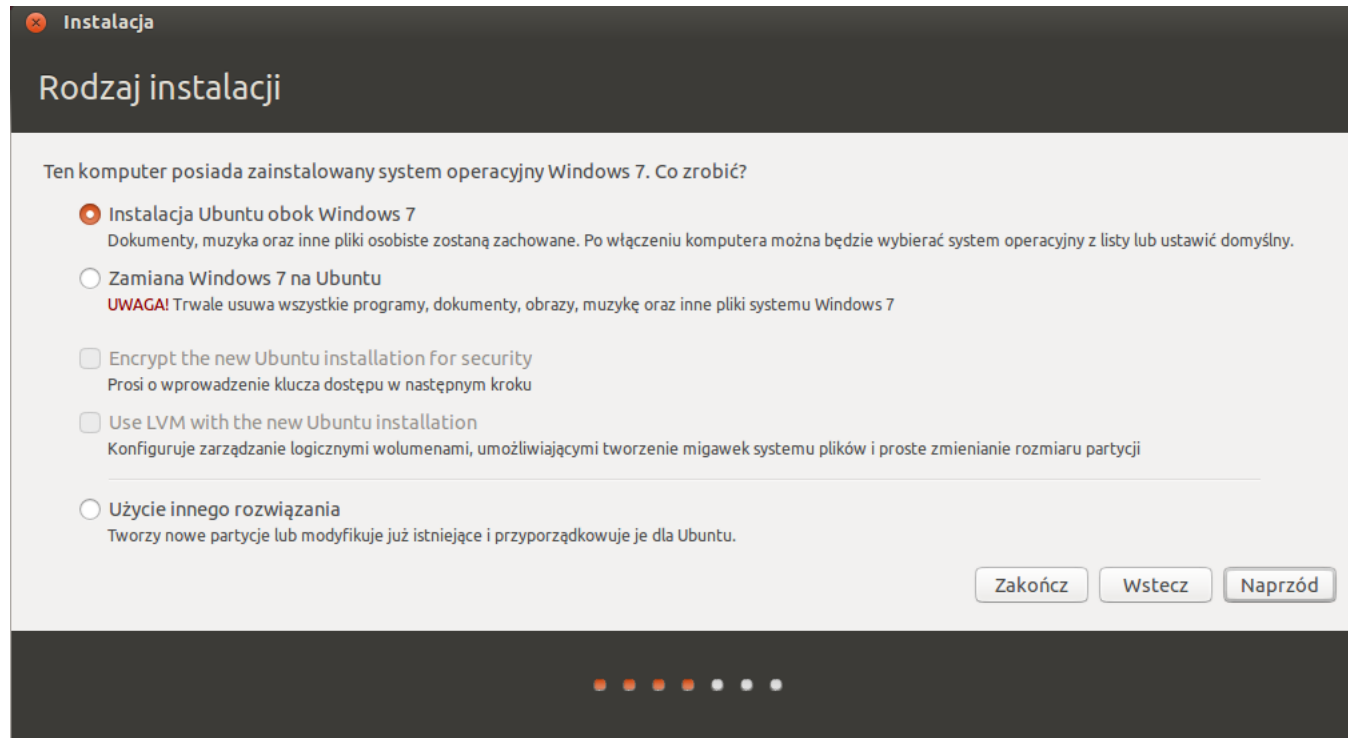 Instalacja
Rodzaj instalacji
Ten komputer posiada zainstalowany system operacyjny Windows 7. Co zrobić?
Instalacja Ubuntu obok Windows 7
Dokumenty, muzyka oraz inne pliki osobiste zostaną zachowane. Po włączeniu komputera można będzie wybierać system operacyjny z listy lub ustawić domyślny.
Zamiana Windows 7 na Ubuntu
UWAGA! Trwale usuwa wszystkie programy, dokumenty, obrazy, muzykę oraz inne pliki systemu Windows 7
Encrypt the new Ubuntu installation for security
Prosi o wprowadzenie klucza dostępu w następnym kroku
Use LVM with the new Ubuntu installation
Konfiguruje zarządzanie logicznymi wolumenami, umożliwiającymi tworzenie migawek systemu plików i proste zmienianie rozmiaru partycji
Użycie innego rozwiązania
Tworzy nowe partycje lub modyfikuje już istniejące i przyporządkowuje je dla Ubuntu.
Zakończ Wstecz Naprzód